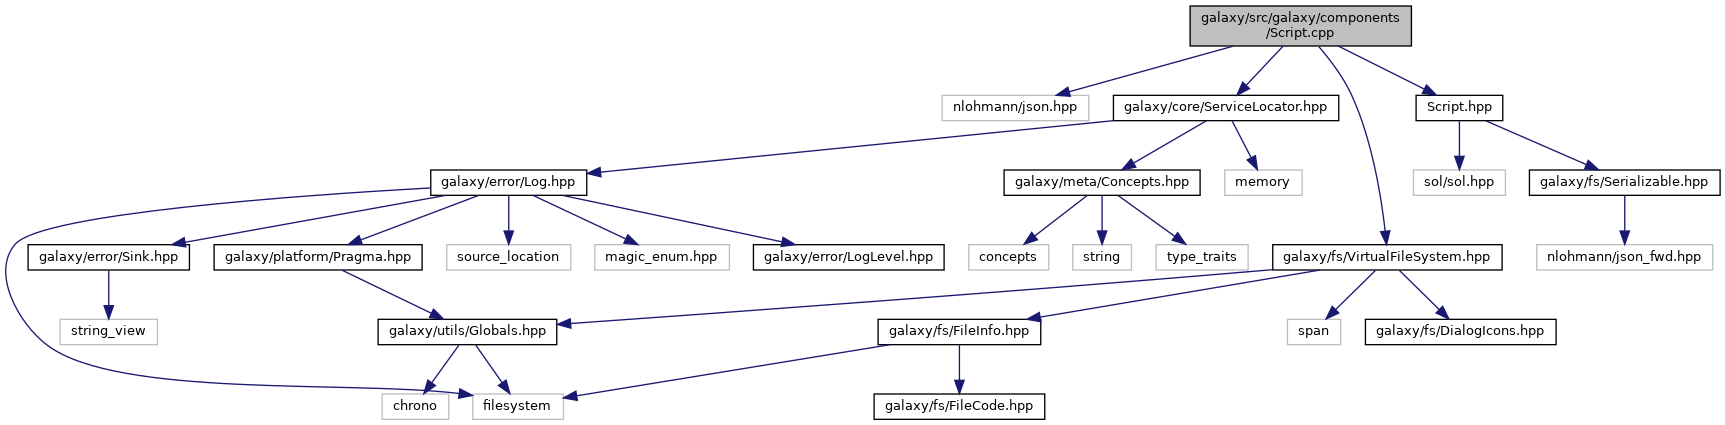 galaxy/src/galaxy/components
/Script.cpp
nlohmann/json.hpp
galaxy/core/ServiceLocator.hpp
Script.hpp
galaxy/error/Log.hpp
galaxy/meta/Concepts.hpp
memory
sol/sol.hpp
galaxy/fs/Serializable.hpp
galaxy/error/Sink.hpp
galaxy/platform/Pragma.hpp
source_location
magic_enum.hpp
galaxy/error/LogLevel.hpp
concepts
string
type_traits
galaxy/fs/VirtualFileSystem.hpp
nlohmann/json_fwd.hpp
string_view
galaxy/utils/Globals.hpp
galaxy/fs/FileInfo.hpp
span
galaxy/fs/DialogIcons.hpp
chrono
filesystem
galaxy/fs/FileCode.hpp